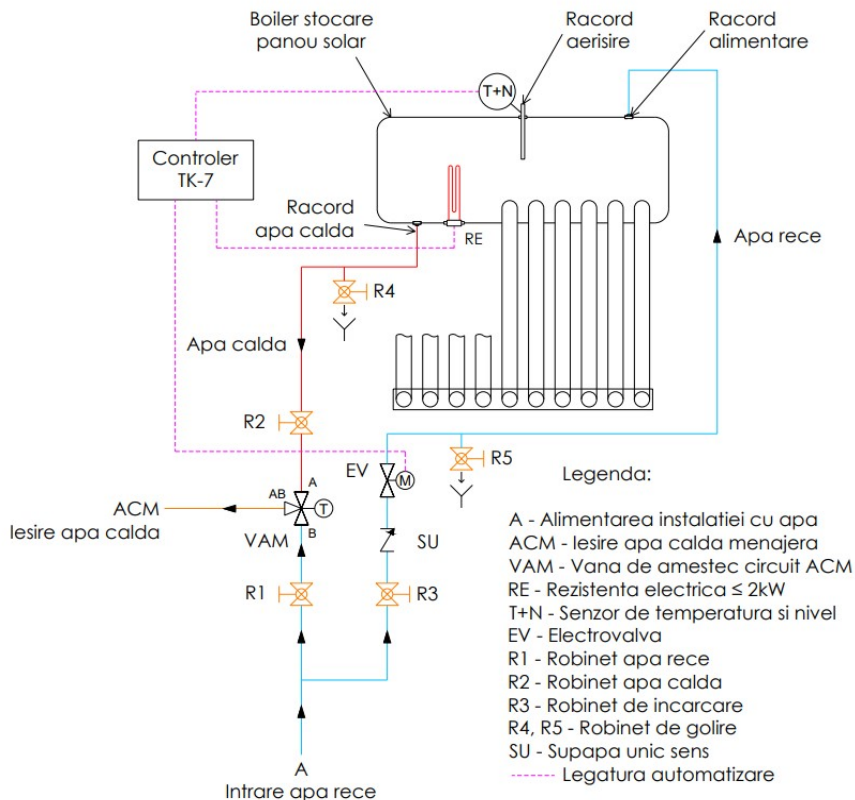 Boiler stocare
panou solar
Racord
aerisire
Racord
alimentare
T+N
Controler
TK-7
Racord
apa calda
RE
Apa rece
R4
Apa calda
R2
R5
EV
M
A
AB
T
B
ACM
Iesire apa calda
VAM
SU
R1
R3
A
Intrare apa rece
Legenda:
A - Alimentarea instalatiei cu apa
ACM - Iesire apa calda menajera
VAM - Vana de amestec circuit ACM
RE - Rezistenta electrica ≤ 2kW
T+N - Senzor de temperatura si nivel
EV - Electrovalva
R1 - Robinet apa rece
R2 - Robinet apa calda
R3 - Robinet de incarcare
R4, R5 - Robinet de golire
SU - Supapa unic sens
Legatura automatizare